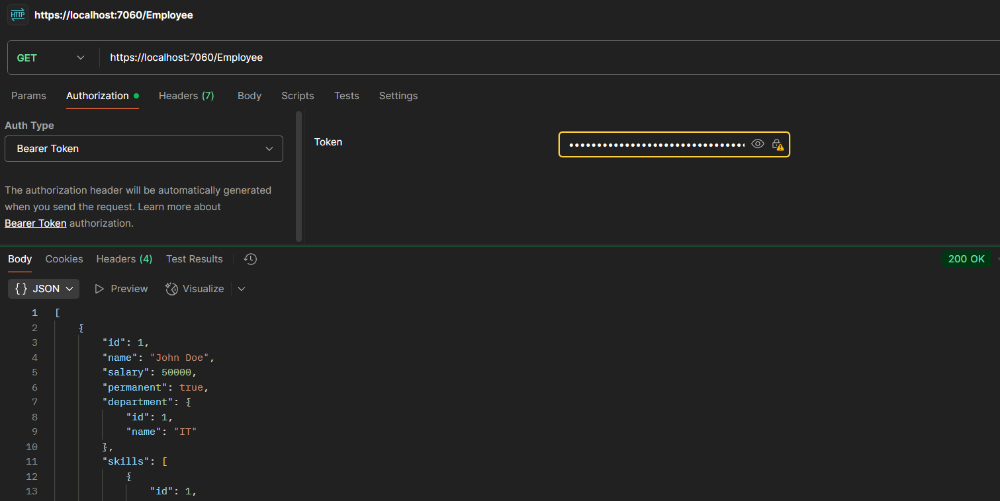 HTTP https://localhost:7060/Employee
GET https://localhost:7060/Employee
Params Authorization Headers (7) Body Scripts Tests Settings
Auth Type
Bearer Token
Token
The authorization header will be automatically generated
when you send the request. Learn more about
Bearer Token authorization.
Body Cookies Headers (4) Test Results 200 OK
{} JSON Preview Visualize
1 [
2 {
3 "id": 1,
4 "name": "John Doe",
5 "salary": 50000,
6 "permanent": true,
7 "department": {
8 "id": 1,
9 "name": "IT"
10 },
11 "skills": [
12 {
13 "id": 1,